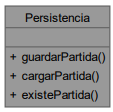 Persistencia
+ guardarPartida()
+ cargarPartida()
+ existePartida()